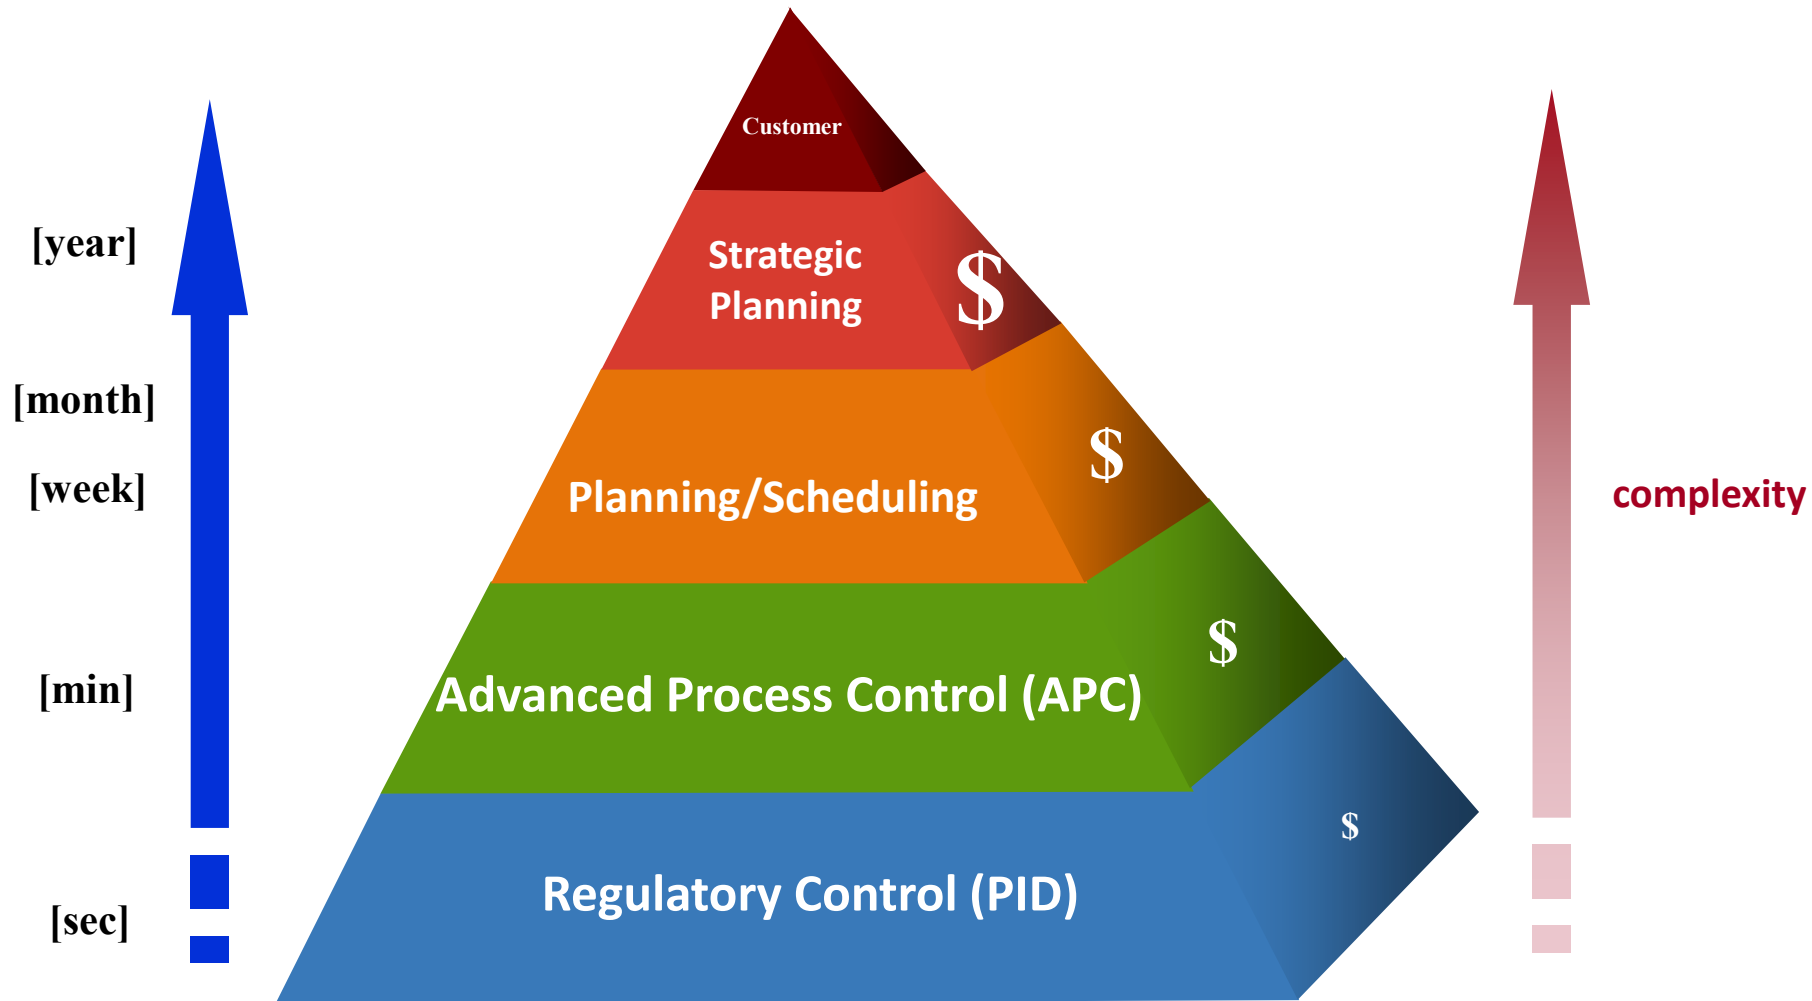 Customer
[year]
Strategic
Planning
$
[month]
$
[week]
Planning/Scheduling
complexity
$
[min]
Advanced Process Control (APC)
$
[sec]
Regulatory Control (PID)